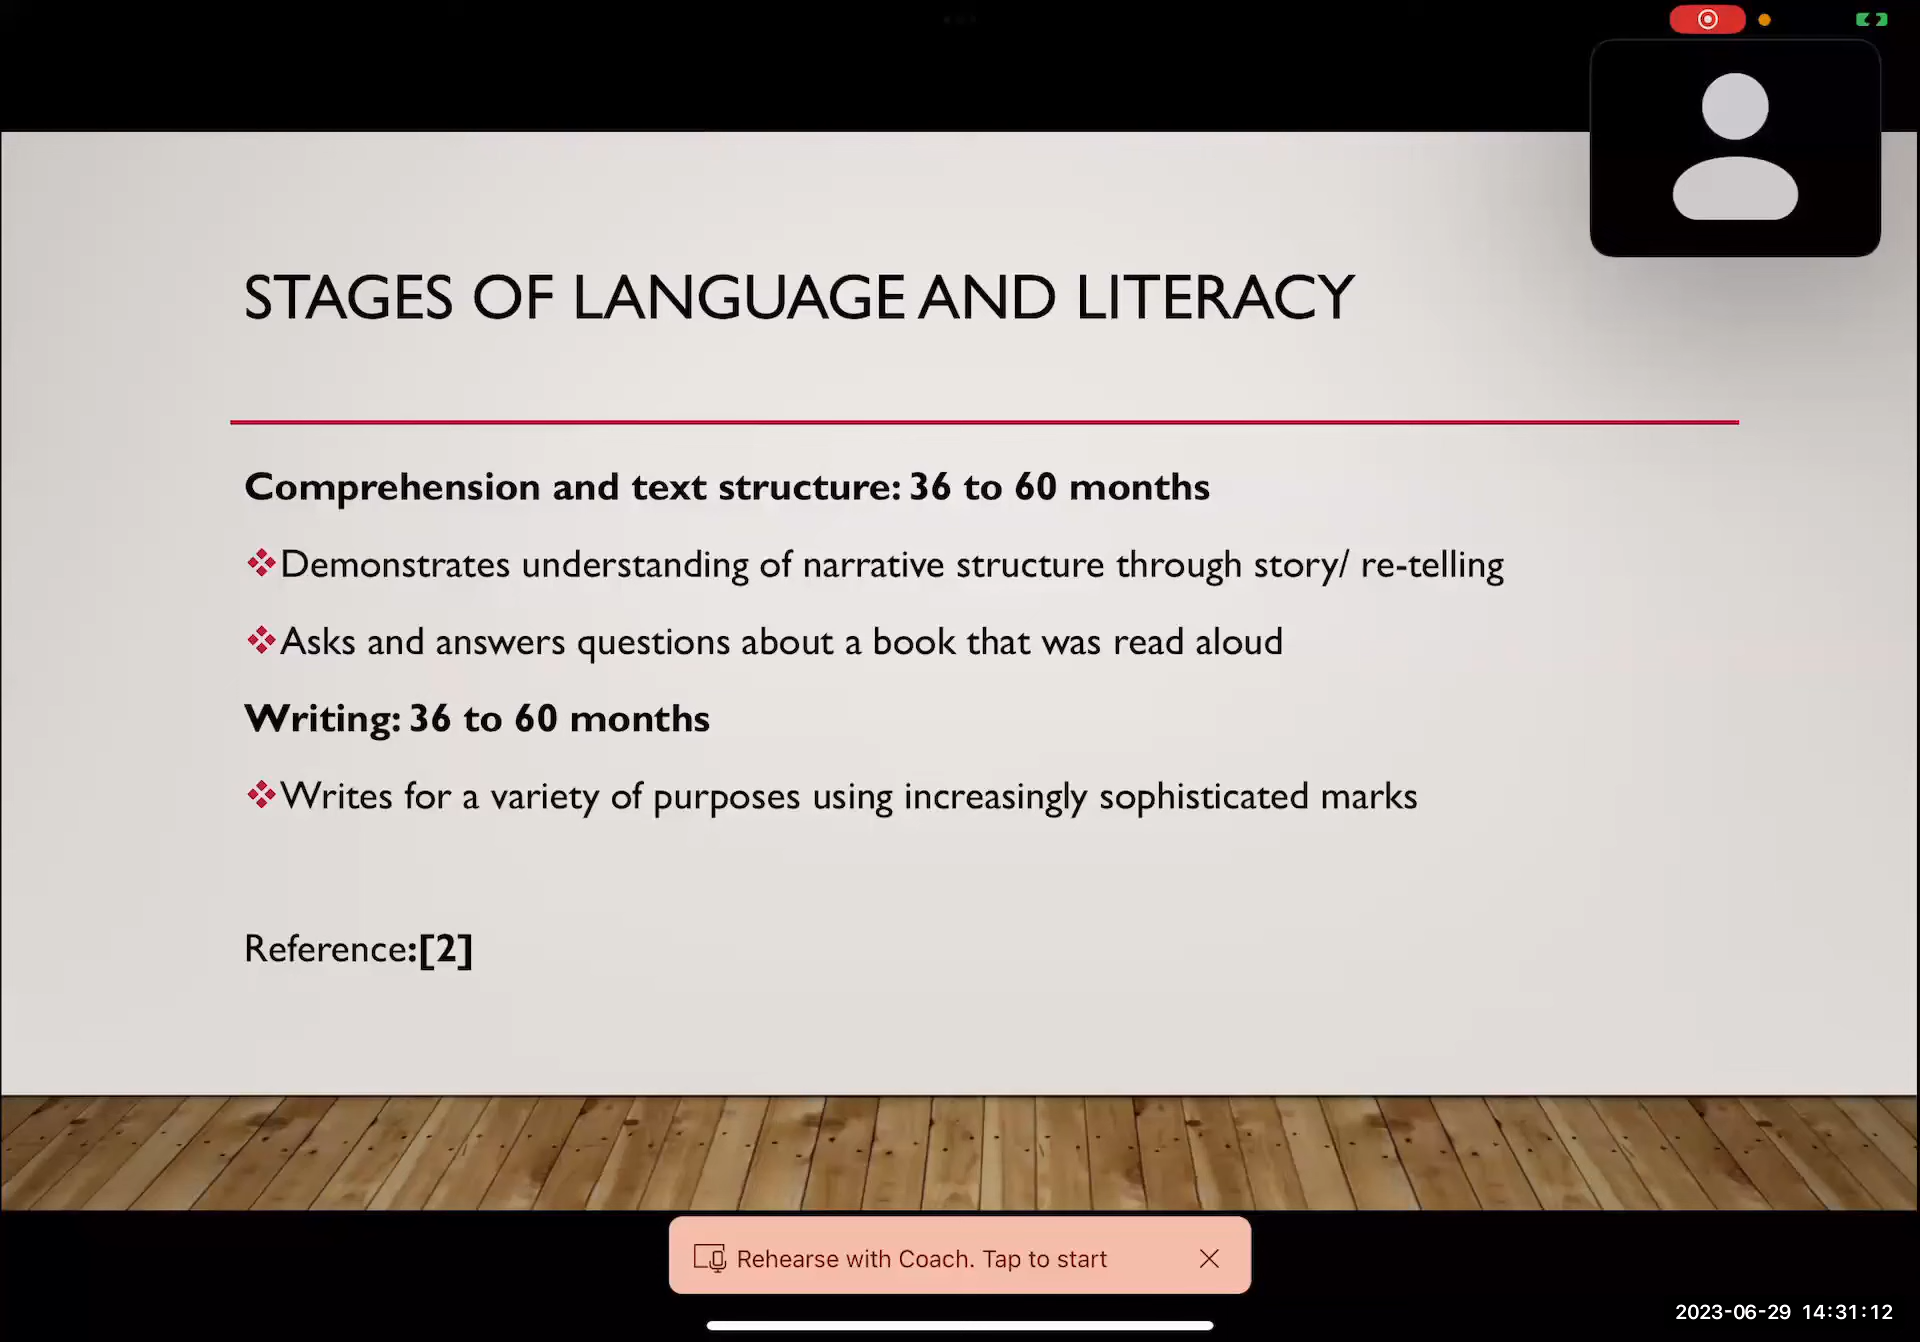 STAGES OF LANGUAGE AND LITERACY
Comprehension and text structure: 36 to 60 months
Demonstrates understanding of narrative structure through story/ re-telling
Asks and answers questions about a book that was read aloud
Writing: 36 to 60 months
Writes for a variety of purposes using increasingly sophisticated marks
Reference:[2]
Rehearse with Coach. Tap to start
2023-06-29 14:31:12